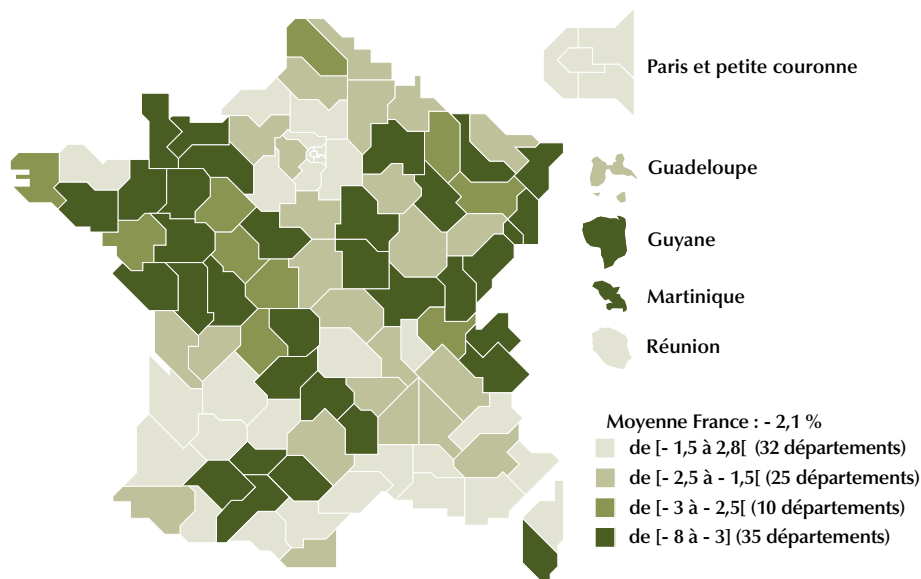 Paris et petite couronne
Guadeloupe
Guyane
Martinique
Réunion
Moyenne France : - 2,1 %
de [- 1,5 à 2,8[ (32 départements)
de [- 2,5 à - 1,5[ (25 départements)
de [- 3 à - 2,5[ (10 départements)
de [- 8 à - 3] (35 départements)